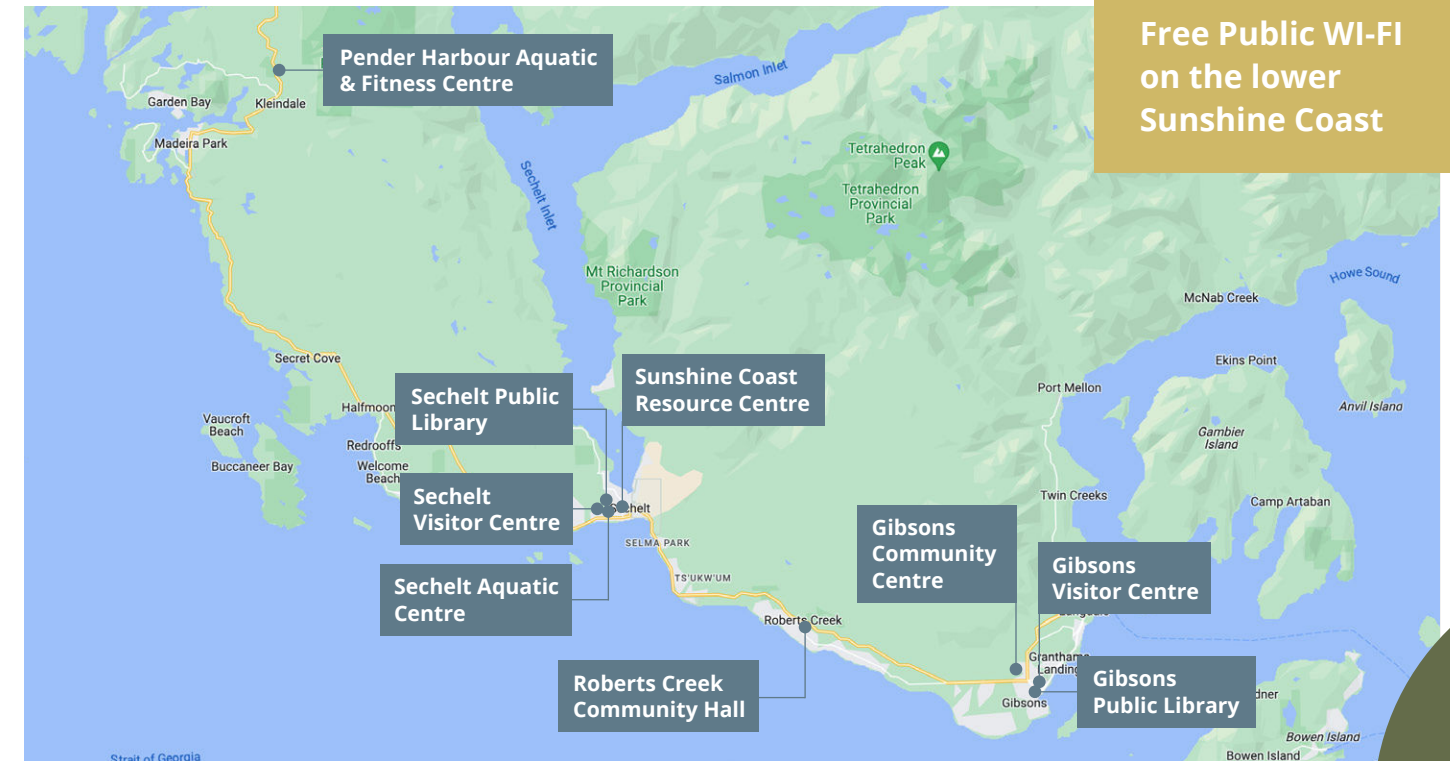 Free Public WI-FI
on the lower
Sunshine Coast
Pender Harbour Aquatic
& Fitness Centre
Salmon Inlet
Garden Bay
Kleindale
Madeira Park
Sechelt Inlet
Tetrahedron
Peak
Tetrahedron
Provincial
Park
Mt Richardson
Provincial
Park
Howe Sound
McNab Creek
Secret Cove
Ekins Point
Sunshine Coast
Resource Centre
Sechelt Public
Library
Port Mellon
Halfmoon
Anvil Island
Vaucroft
Beach
Redrooffs
Gambier
Island
Buccaneer Bay
Welcome
Beach
Sechelt
Visitor Centre
Twin Creeks
Camp Artaban
helt
SELMA PARK
Gibsons
Community
Centre
Gibsons
Visitor Centre
Sechelt Aquatic
Centre
TS'UKW'UM
Roberts Creek
Granthams
Landing
Roberts Creek
Community Hall
Gibsons
Public Library
Gibsons
dner
Bowen Island
Bowen Island
Strait of Georgia